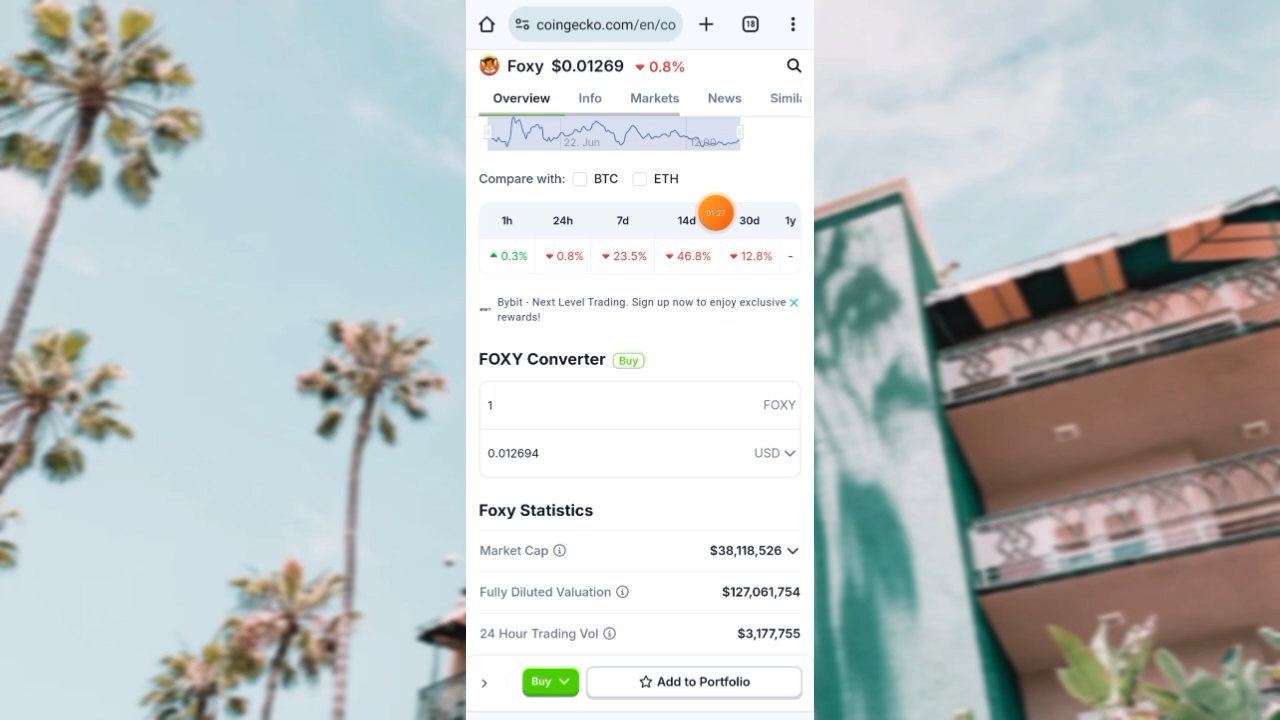 coingecko.com/en/co
18
Foxy $0.01269 0.8%
Overview Info Markets News Simila
22. Jun 12:00
Compare with: BTC ETH
01:27
1h 24h 7d 14d 30d 1y
0.3% 0.8% 23.5% 46.8% 12.8% -
Bybit - Next Level Trading. Sign up now to enjoy exclusive
rewards!
FOXY Converter Buy
1 FOXY
0.012694 USD
Foxy Statistics
Market Cap $38,118,526
Fully Diluted Valuation $127,061,754
24 Hour Trading Vol $3,177,755
Buy Add to Portfolio